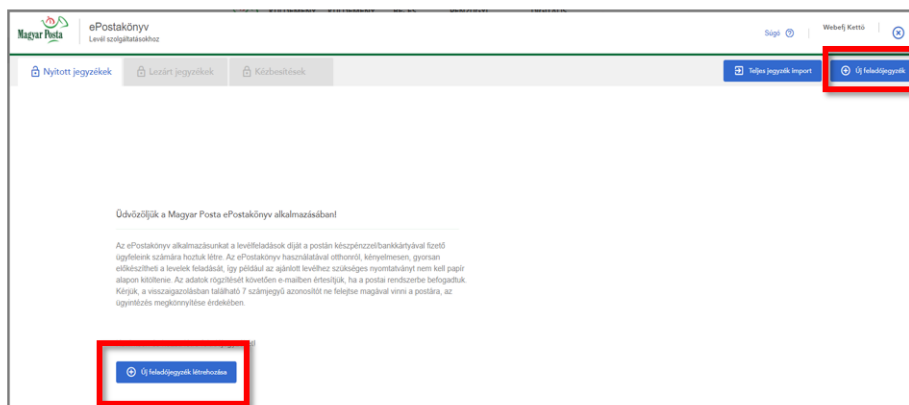 Magyar Posta
ePostakönyv
Levél szolgáltatásokhoz
Súgó
Webefj Kettő
Nyitott jegyzékek
Lezárt jegyzékek
Kézbesítések
Teljes jegyzék import
Új feladójegyzék
Üdvözöljük a Magyar Posta ePostakönyv alkalmazásában!
Az ePostakönyv alkalmazásunkat a levélfeladások díját a postán készpénzzel/bankkártyával fizető
ügyfeleink számára hoztuk létre. Az ePostakönyv használatával otthonról, kényelmesen, gyorsan
előkészítheti a levelek feladását, így például az ajánlott levélhez szükséges nyomtatványt nem kell papír
alapon kitöltenie. Az adatok rögzítését követően e-mailben értesítjük, ha a postai rendszerbe befogadtuk.
Kérjük, a visszaigazolásban található 7 számjegyű azonosítót ne felejtse magával vinni a postára, az
ügyintézés megkönnyítése érdekében.
Új feladójegyzék létrehozása